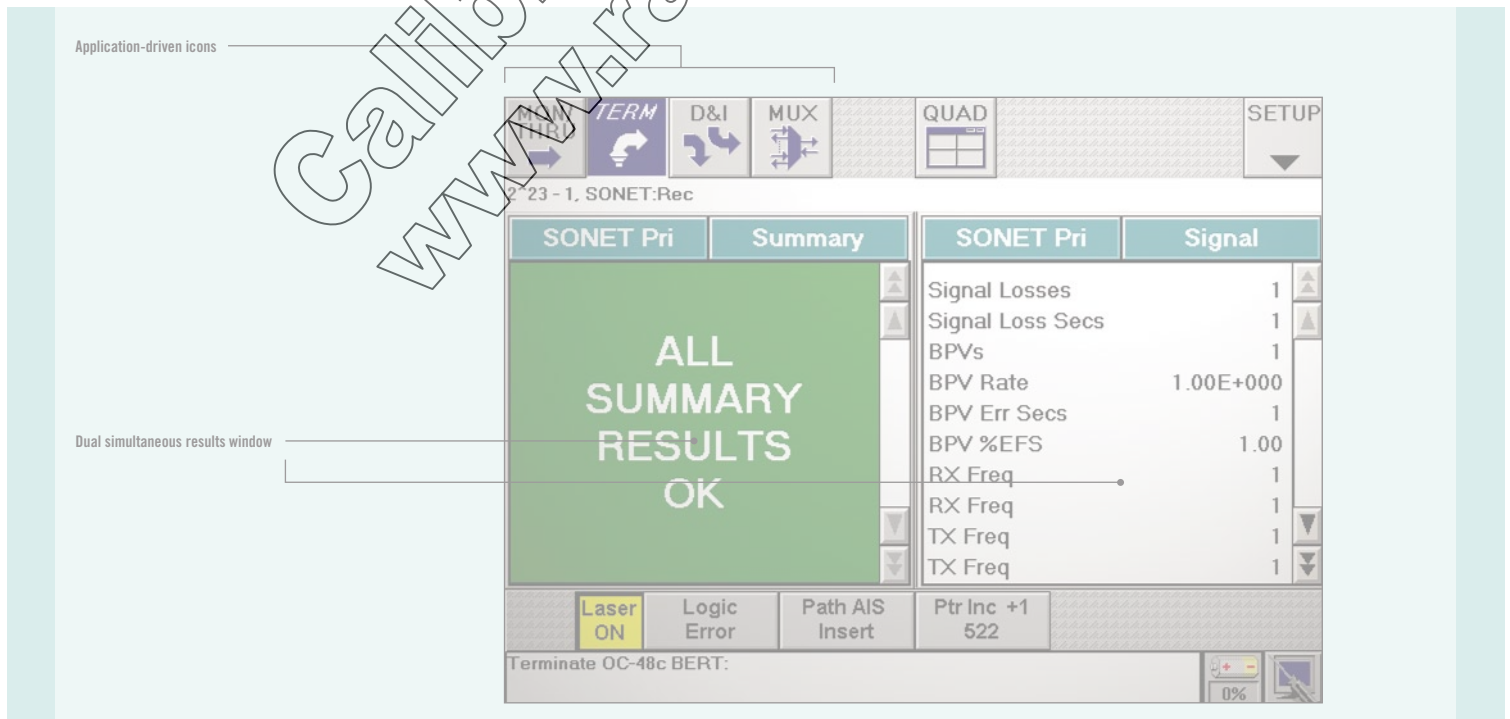 Application-driven icons
MON/ THRU
TERM
D&I
MUX
QUAD
SETUP
2^23 - 1, SONET:Rec
SONET Pri Summary
SONET Pri Signal
ALL
SUMMARY
RESULTS
OK
Signal Losses 1
Signal Loss Secs 1
BPVs 1
BPV Rate 1.00E+000
BPV Err Secs 1
BPV %EFS 1.00
RX Freq 1
RX Freq 1
TX Freq 1
TX Freq 1
Dual simultaneous results window
Laser ON
Logic Error
Path AIS Insert
Ptr Inc +1 522
Terminate OC-48c BERT:
0%
Calib
www.r